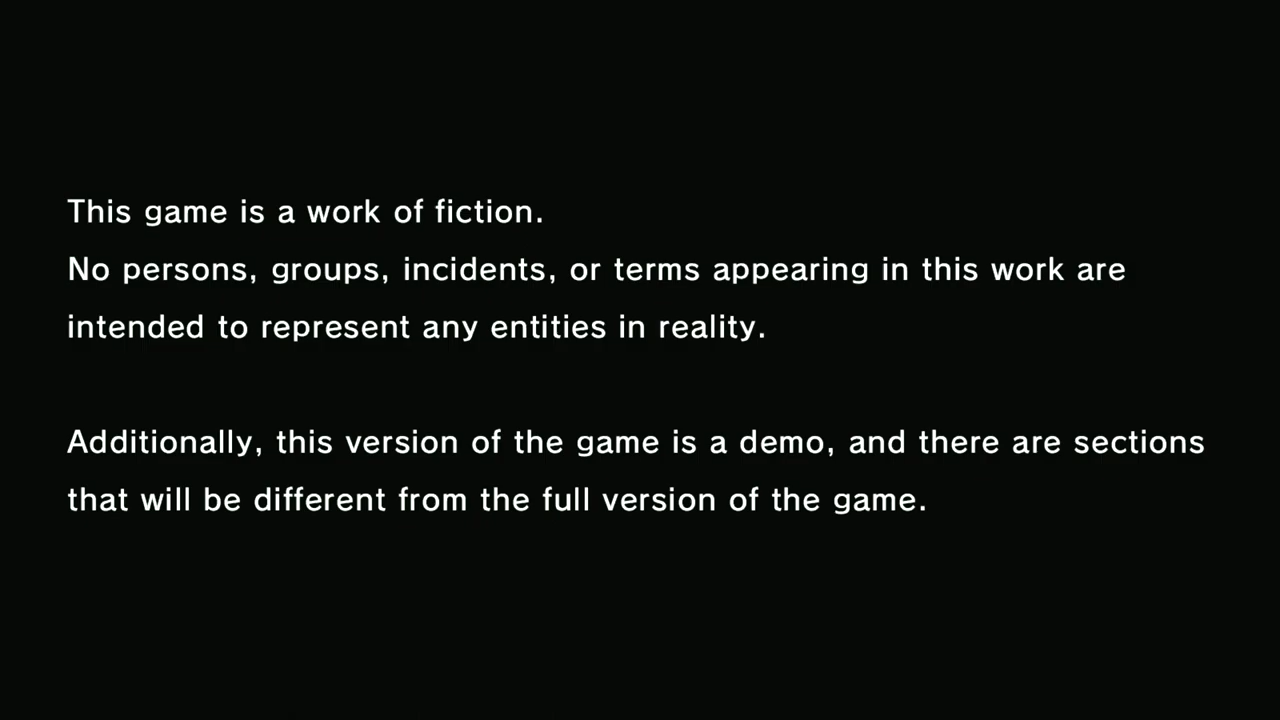 This game is a work of fiction.
No persons, groups, incidents, or terms appearing in this work are
intended to represent any entities in reality.
Additionally, this version of the game is a demo, and there are sections
that will be different from the full version of the game.